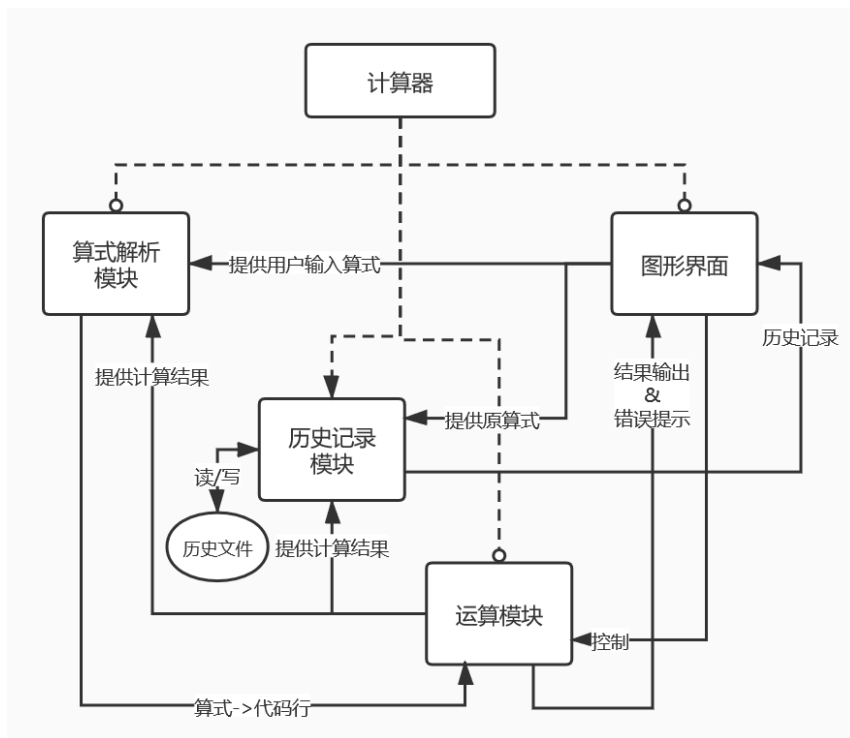 计算器
算式解析
模块
提供用户输入算式
图形界面
历史记录
提供计算结果
结果输出
&
错误提示
历史记录
模块
提供原算式
读/写
历史文件
提供计算结果
运算模块
控制
算式->代码行